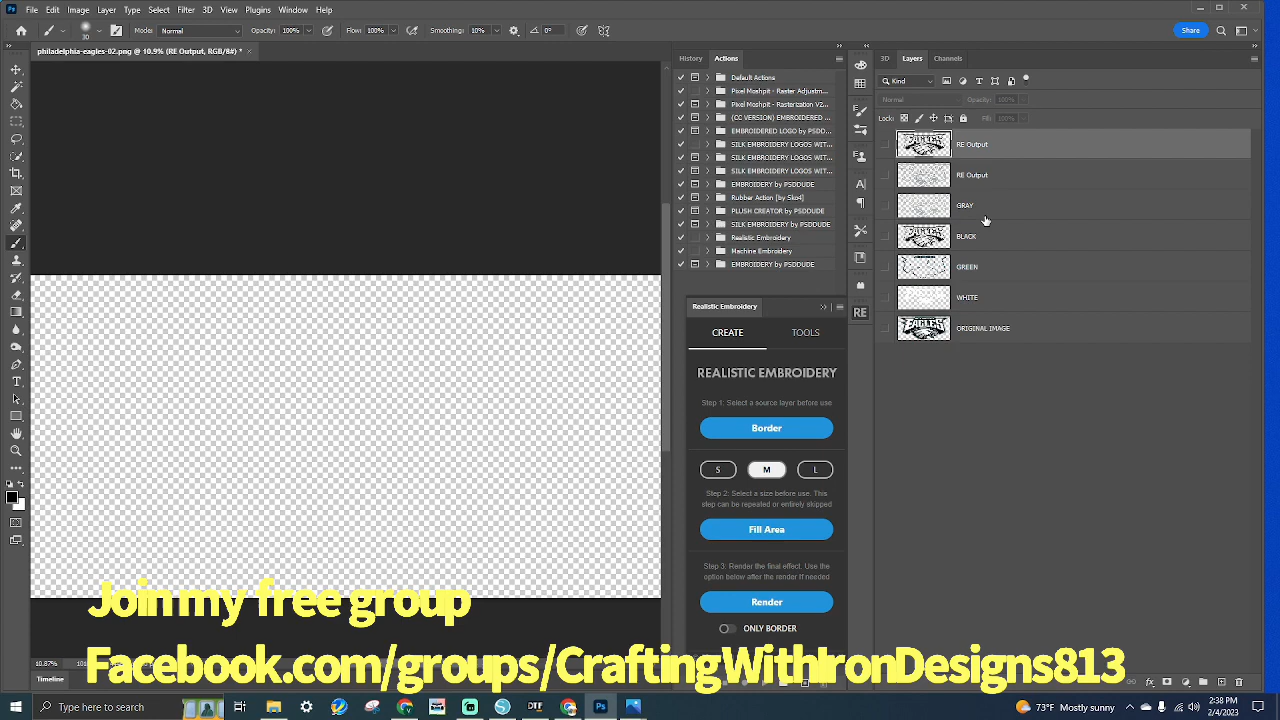 File Edit Image Layer Type Select Filter 3D View Plugins Window Help
Mode: Normal Opacity: 100% Flow: 100% Smoothing: 10% 0° Share
philadelphia-eagles-02.png @ 10.9% (RE Output, RGB/8#) *
History Actions
Default Actions
Pixel Moshpit - Raster Adjustm...
Pixel Moshpit - Rasterization V2...
(CC VERSION) EMBROIDERED...
EMBROIDERED LOGO by PSDO...
SILK EMBROIDERY LOGOS WIT...
SILK EMBROIDERY LOGOS WIT...
SILK EMBROIDERY LOGOS WIT...
EMBROIDERY by PSDDUDE
Rubber Action [by Sko4]
PLUSH CREATOR by PSDDUDE
SILK EMBROIDERY by PSDDUDE
Realistic Embroidery
Machine Embroidery
EMBROIDERY by PSDDUDE
3D Layers Channels
Kind
Normal Opacity: 100%
Lock: Fill: 100%
RE Output
RE Output
GRAY
BLACK
GREEN
WHITE
ORIGINAL IMAGE
Realistic Embroidery
CREATE TOOLS
REALISTIC EMBROIDERY
Step 1: Select a source layer before use
Border
S M L
Step 2: Select a size before use. This
step can be repeated or entirely skipped
Fill Area
Step 3: Render the final effect. Use the
option below after the render If needed
Render
ONLY BORDER
RE
Join my free group
Facebook.com/groups/CraftingWithIronDesigns813
10.87%
Timeline
Type here to search
73°F Mostly sunny
2:38 PM
2/4/2023